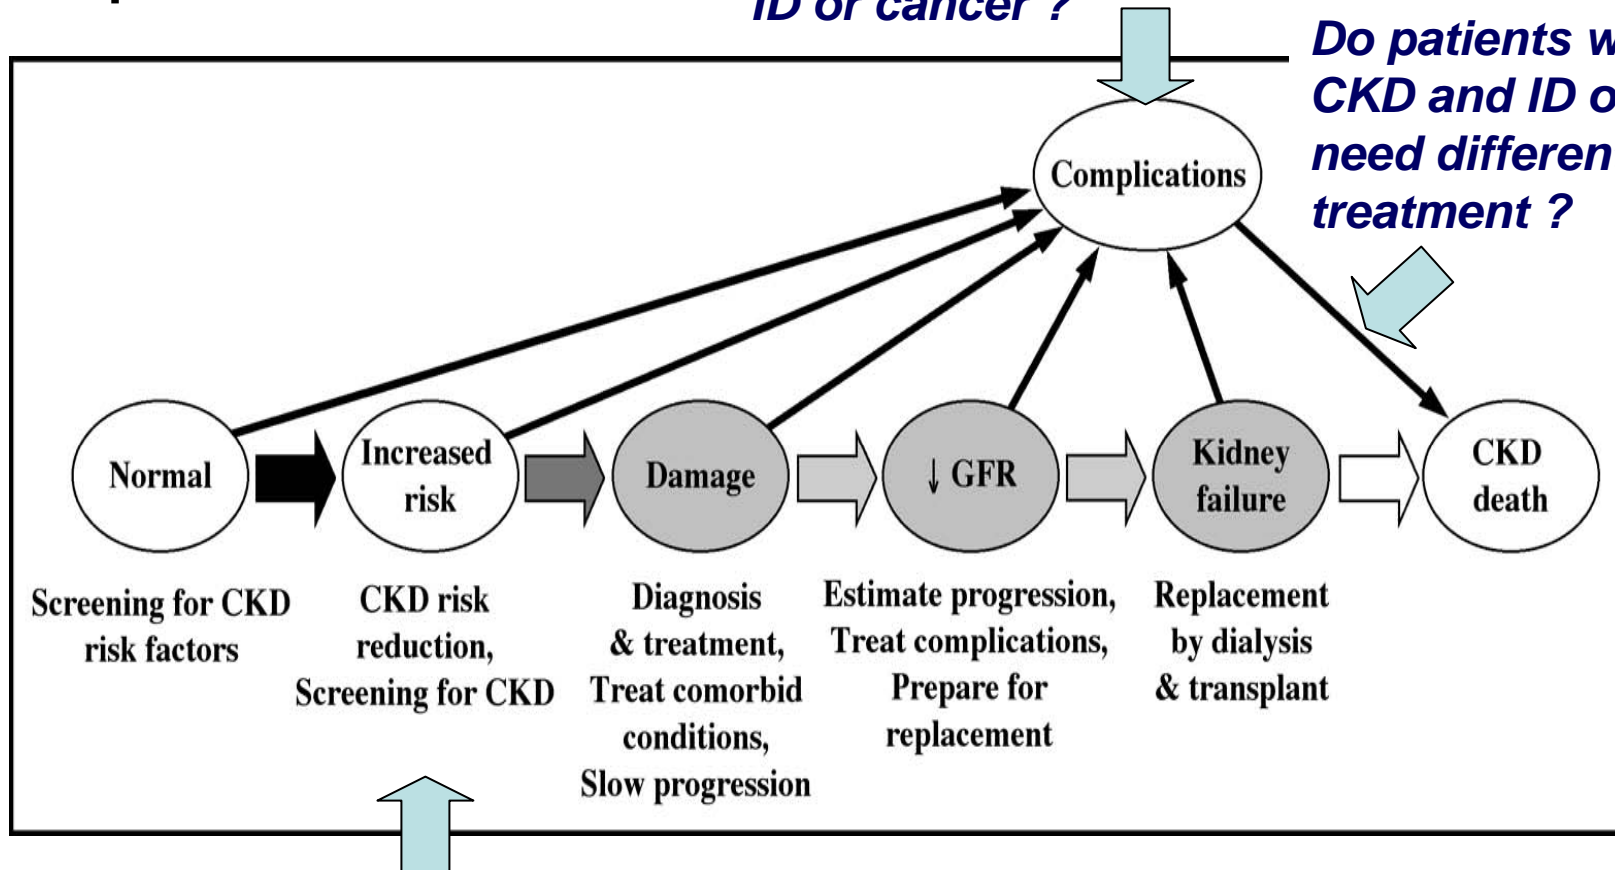 ID or cancer ?
Do patients
CKD and ID
need
treatment ?
Complications
Normal
Increased
risk
Damage
↓ GFR
Kidney
failure
CKD
death
Screening for CKD
risk factors
CKD risk
reduction,
Screening for CKD
Diagnosis
& treatment,
Treat comorbid
conditions,
Slow progression
Estimate progression,
Treat complications,
Prepare for
replacement
Replacement
by dialysis
& transplant